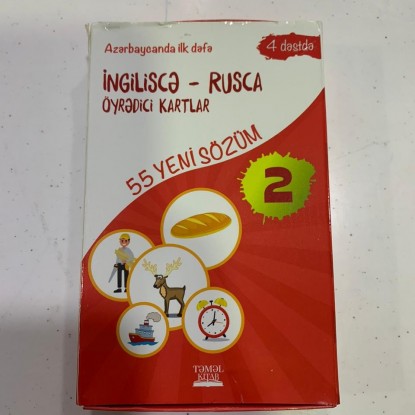 Azərbaycanda ilk dəfə
4 dəstdə
İNGİLİSCƏ - RUSCA
ÖYRƏDİCİ KARTLAR
55 YENİ SÖZÜM
2
TƏMƏL
KİTAB